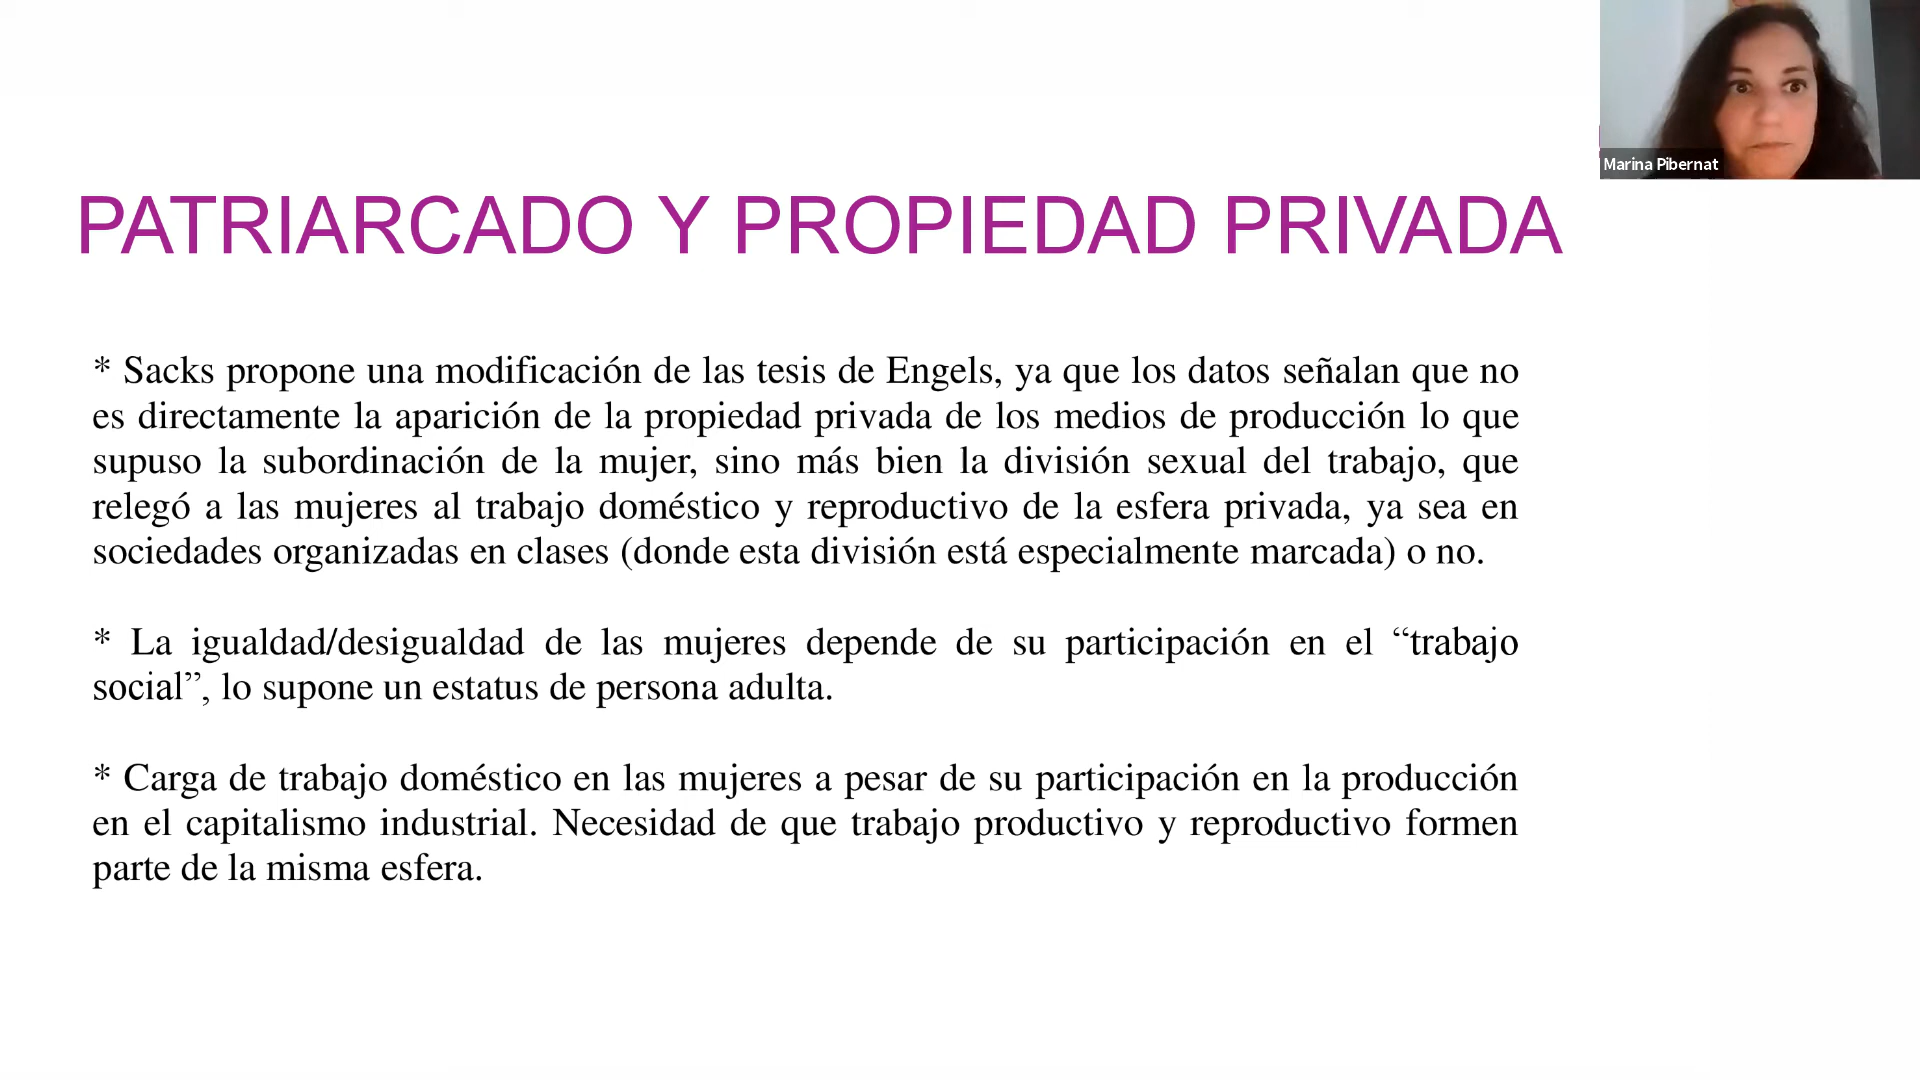 Marina Pibernat
PATRIARCADO Y PROPIEDAD PRIVADA
* Sacks propone una modificación de las tesis de Engels, ya que los datos señalan que no
es directamente la aparición de la propiedad privada de los medios de producción lo que
supuso la subordinación de la mujer, sino más bien la división sexual del trabajo, que
relegó a las mujeres al trabajo doméstico y reproductivo de la esfera privada, ya sea en
sociedades organizadas en clases (donde esta división está especialmente marcada) o no.
* La igualdad/desigualdad de las mujeres depende de su participación en el “trabajo
social”, lo supone un estatus de persona adulta.
* Carga de trabajo doméstico en las mujeres a pesar de su participación en la producción
en el capitalismo industrial. Necesidad de que trabajo productivo y reproductivo formen
parte de la misma esfera.